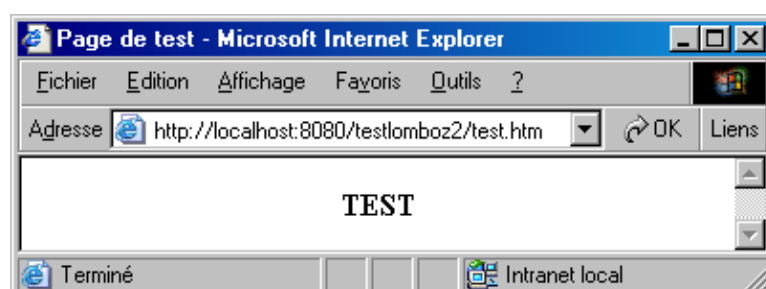 Page de test - Microsoft Internet Explorer
Fichier Edition Affichage Favoris Outils ?
Adresse http://localhost:8080/testlomboz2/test.htm OK Liens
TEST
Terminé Intranet local